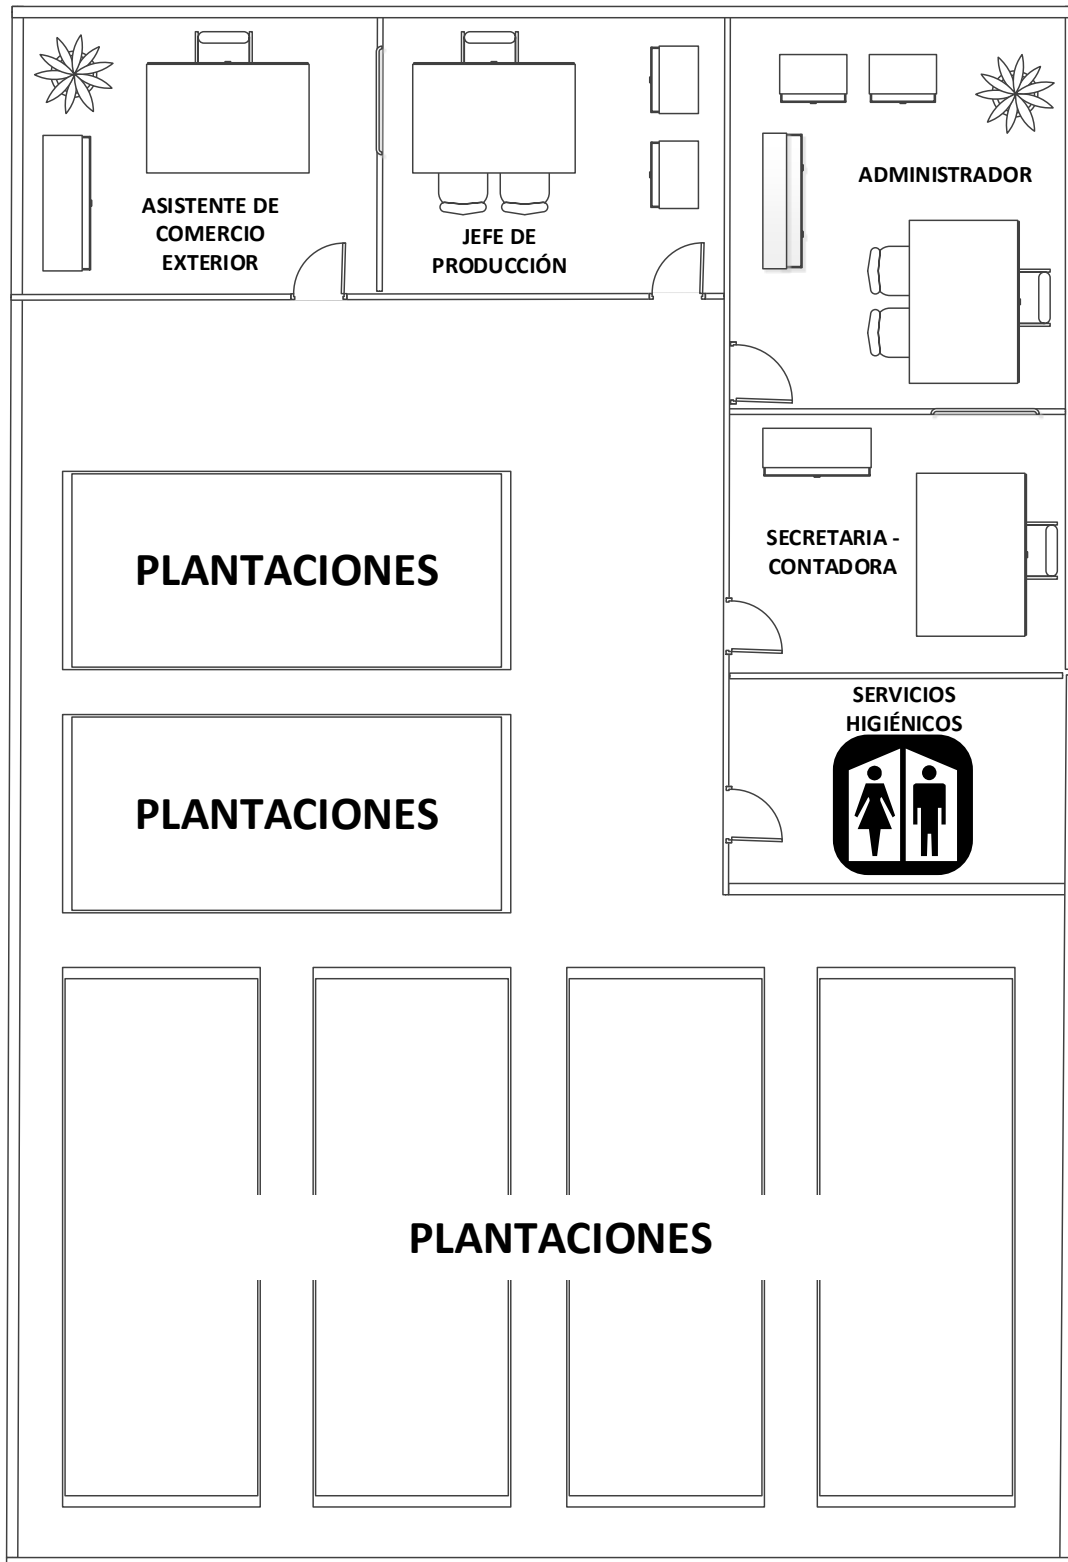 ASISTENTE DE
COMERCIO
EXTERIOR
JEFE DE
PRODUCCIÓN
ADMINISTRADOR
SECRETARIA -
CONTADORA
SERVICIOS
HIGIÉNICOS
PLANTACIONES
PLANTACIONES
PLANTACIONES